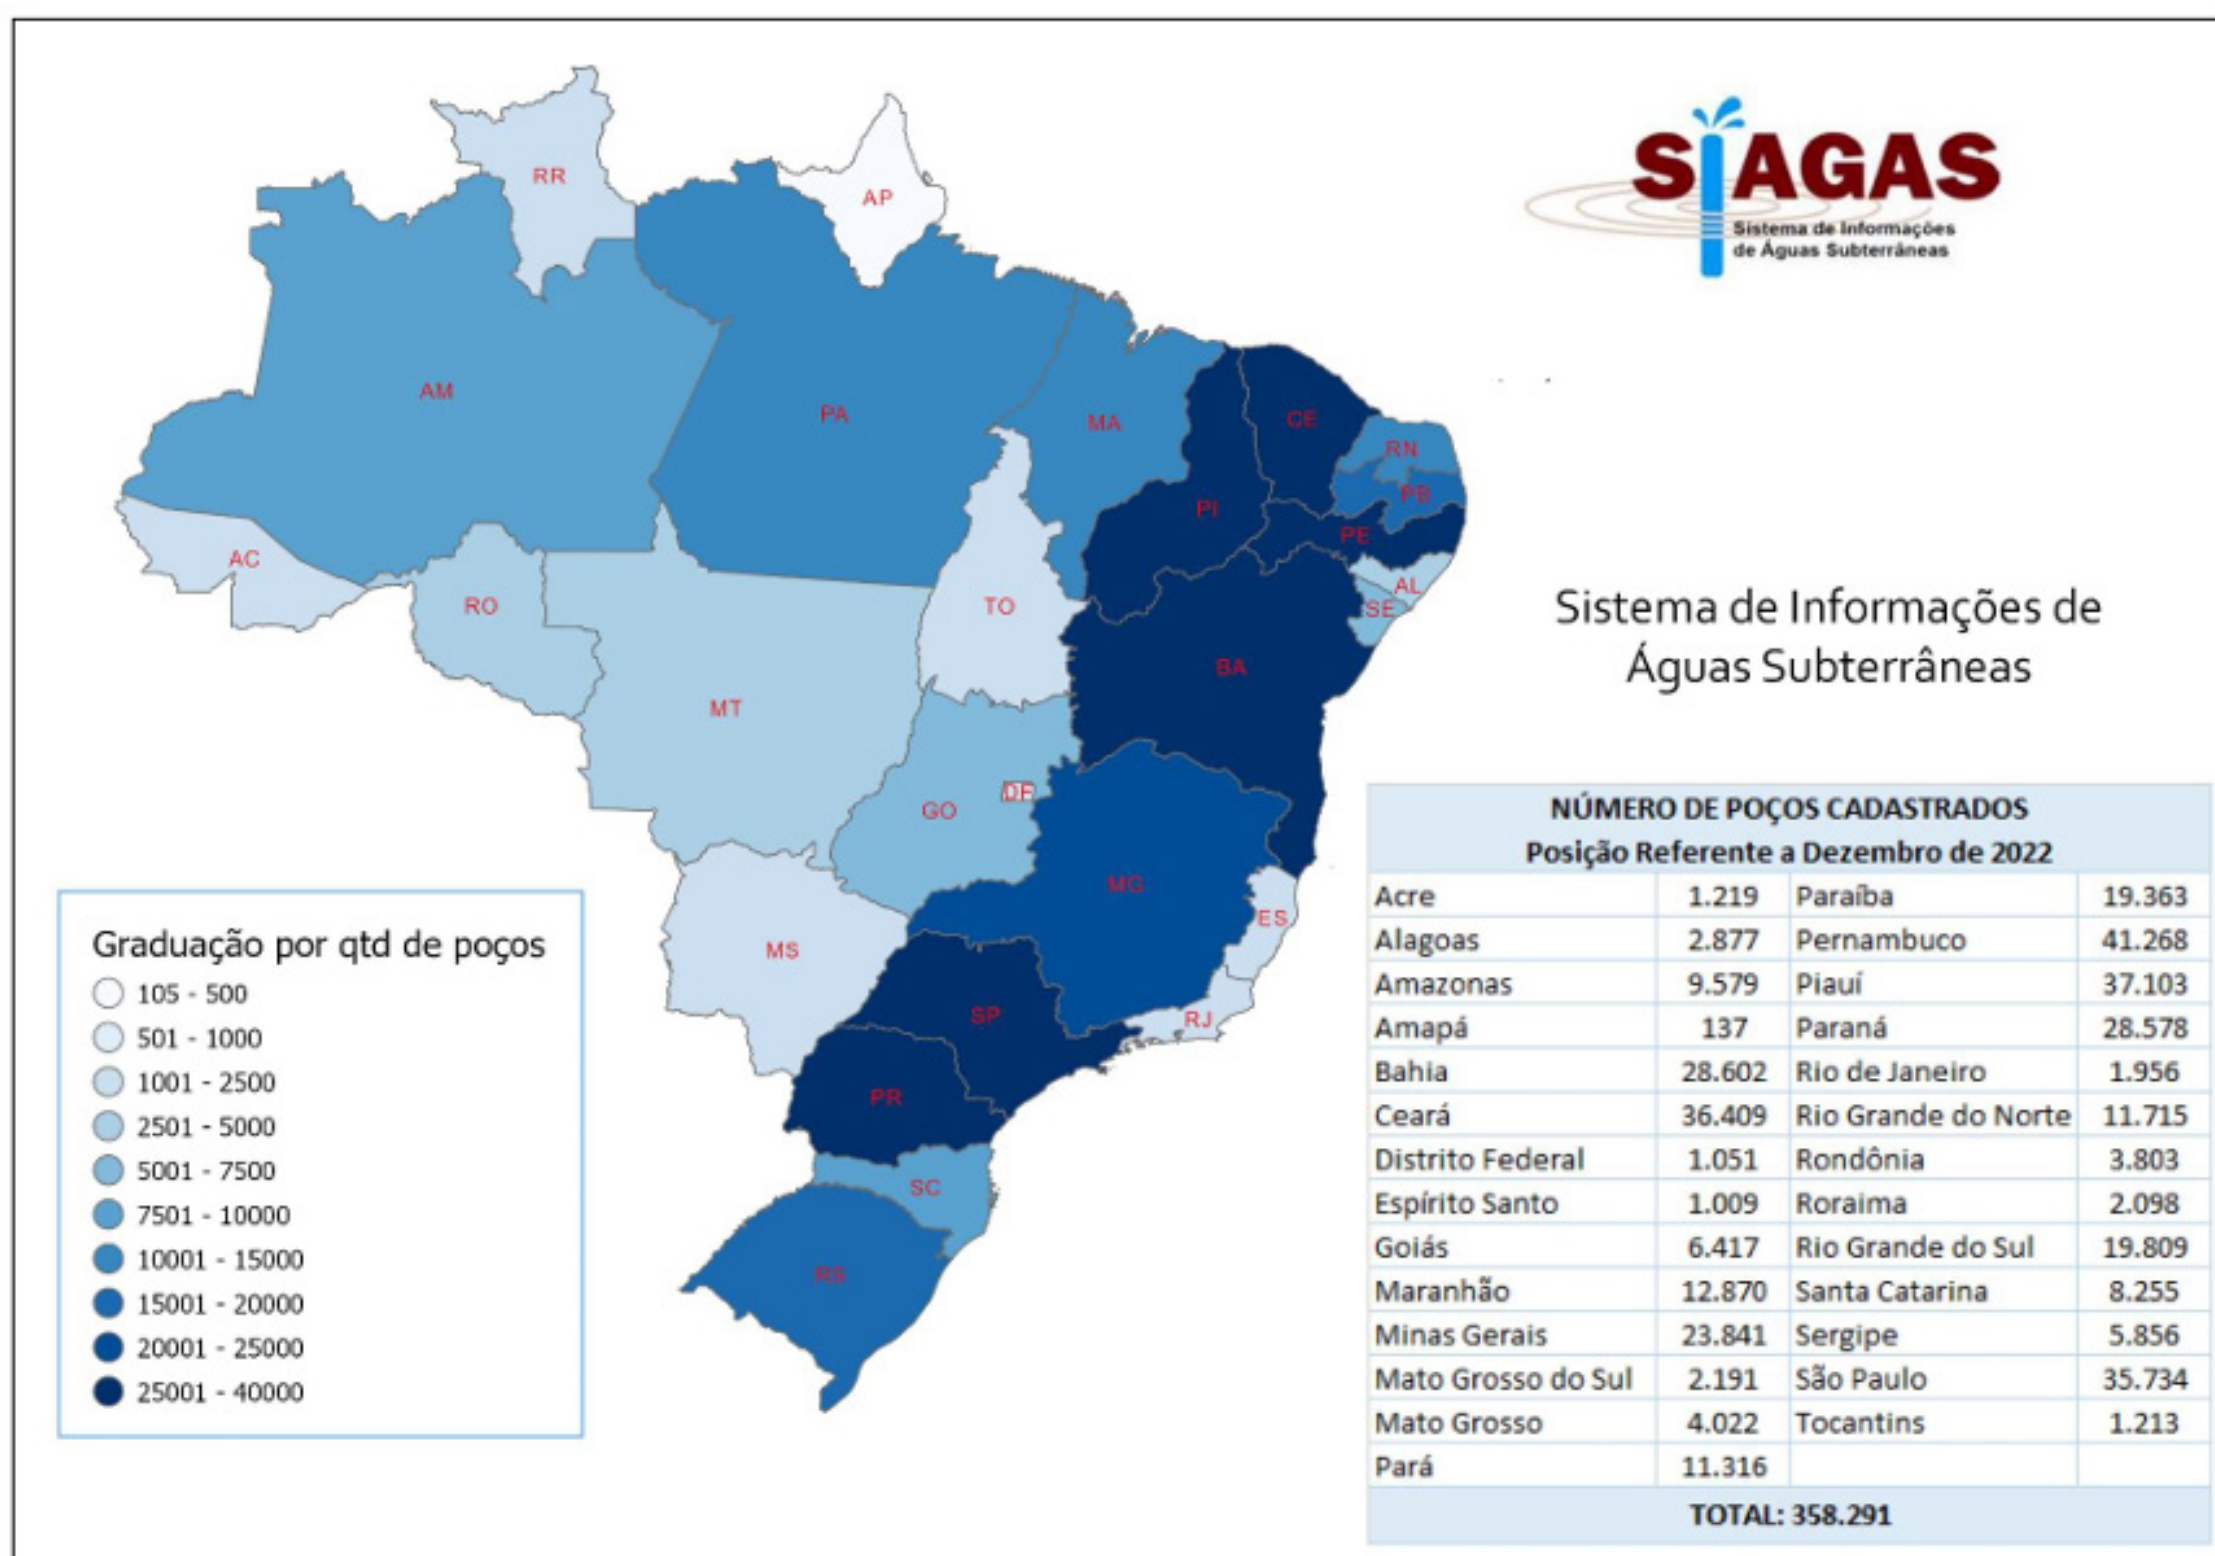 SIAGAS
Sistema de Informações
de Águas Subterrâneas
RR
AP
AM
PA
MA
CE
RN
PB
PI
PE
AC
AL
SE
RO
TO
BA
MT
DF
GO
MG
ES
MS
SP
RJ
PR
SC
RS
Sistema de Informações de
Águas Subterrâneas
Graduação por qtd de poços
105 - 500
501 - 1000
1001 - 2500
2501 - 5000
5001 - 7500
7501 - 10000
10001 - 15000
15001 - 20000
20001 - 25000
25001 - 40000
NÚMERO DE POÇOS CADASTRADOS
Posição Referente a Dezembro de 2022
Acre 1.219 Paraíba 19.363
Alagoas 2.877 Pernambuco 41.268
Amazonas 9.579 Piauí 37.103
Amapá 137 Paraná 28.578
Bahia 28.602 Rio de Janeiro 1.956
Ceará 36.409 Rio Grande do Norte 11.715
Distrito Federal 1.051 Rondônia 3.803
Espírito Santo 1.009 Roraima 2.098
Goiás 6.417 Rio Grande do Sul 19.809
Maranhão 12.870 Santa Catarina 8.255
Minas Gerais 23.841 Sergipe 5.856
Mato Grosso do Sul 2.191 São Paulo 35.734
Mato Grosso 4.022 Tocantins 1.213
Pará 11.316
TOTAL: 358.291